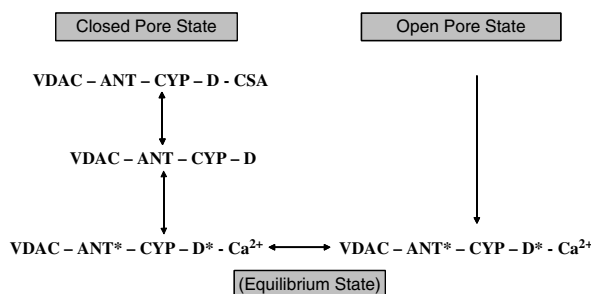 Closed Pore State
Open Pore State
VDAC – ANT – CYP – D - CSA
VDAC – ANT – CYP – D
VDAC – ANT* – CYP – D* - Ca²⁺
VDAC – ANT* – CYP – D* - Ca²⁺
(Equilibrium State)